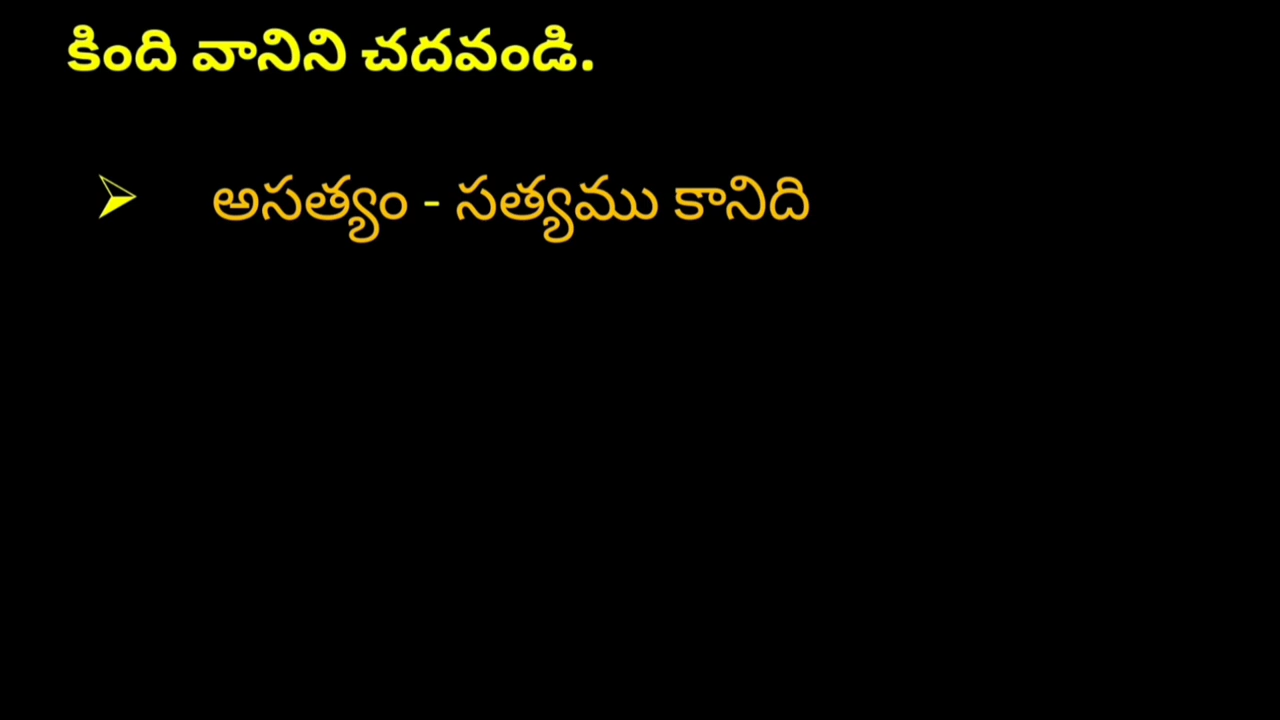 కింది వానిని చదవండి.
⮚ అసత్యం - సత్యము కానిది